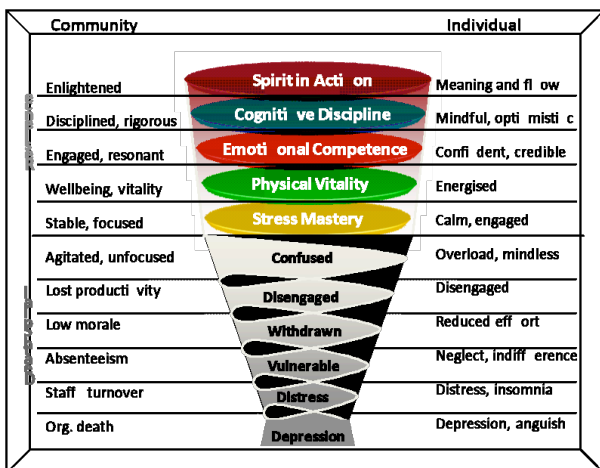 Community Individual
Enlightened Spirit in Acti on Meaning and fl ow
Disciplined, rigorous Cogniti ve Discipline Mindful, opti mistic c
Engaged, resonant Emoti onal Competence Confi dent, credible
Wellbeing, vitality Physical Vitality Energised
Stable, focused Stress Mastery Calm, engaged
Agitated, unfocused Confused Overload, mindless
Lost producti vity Disengaged Disengaged
Low morale Withdrawn Reduced eff ort
Absenteeism Vulnerable Neglect, indiff erence
Staff turnover Distress Distress, insomnia
Org. death Depression Depression, anguish